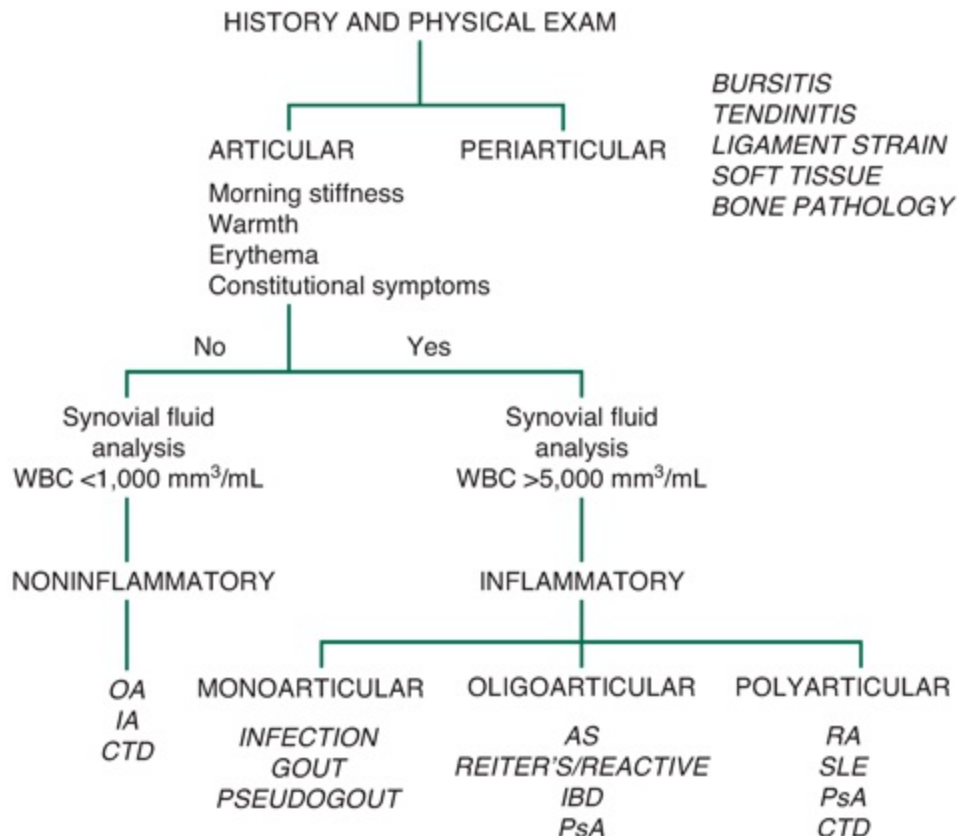 HISTORY AND PHYSICAL EXAM
ARTICULAR
Morning stiffness
Warmth
Erythema
Constitutional symptoms
PERIARTICULAR
BURSITIS
TENDINITIS
LIGAMENT STRAIN
SOFT TISSUE
BONE PATHOLOGY
No
Yes
Synovial fluid
analysis
WBC <1,000 mm³/mL
Synovial fluid
analysis
WBC >5,000 mm³/mL
NONINFLAMMATORY
INFLAMMATORY
OA
IA
CTD
MONOARTICULAR
INFECTION
GOUT
PSEUDOGOUT
OLIGOARTICULAR
AS
REITER'S/REACTIVE
IBD
PsA
POLYARTICULAR
RA
SLE
PsA
CTD